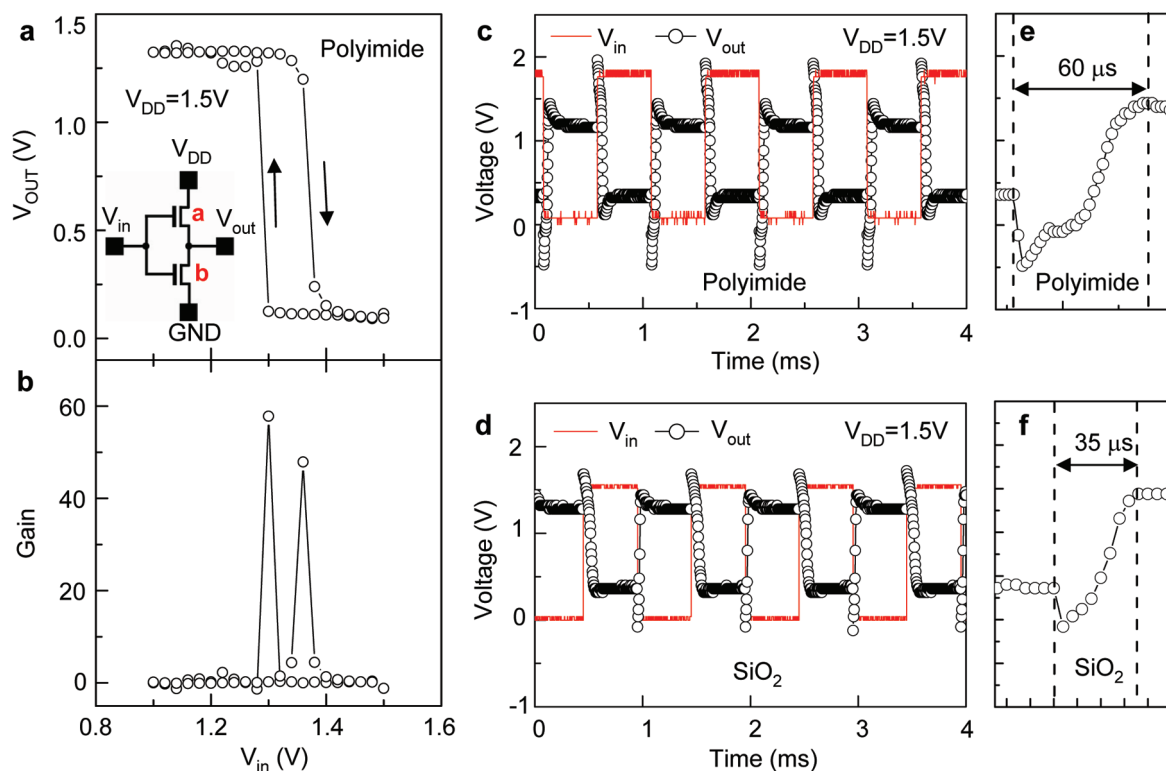 a
Polyimide
V_DD=1.5V
V_OUT (V)
1.5
1.0
0.5
0.0
V_DD
V_in
a
V_out
b
GND
b
Gain
60
40
20
0
0.8
1.2
1.6
V_in (V)
c
V_in
V_out
V_DD=1.5V
Voltage (V)
2
1
0
-1
Polyimide
0
1
2
3
4
Time (ms)
d
V_in
V_out
V_DD=1.5V
Voltage (V)
2
1
0
-1
SiO₂
0
1
2
3
4
Time (ms)
e
60 μs
Polyimide
f
35 μs
SiO₂